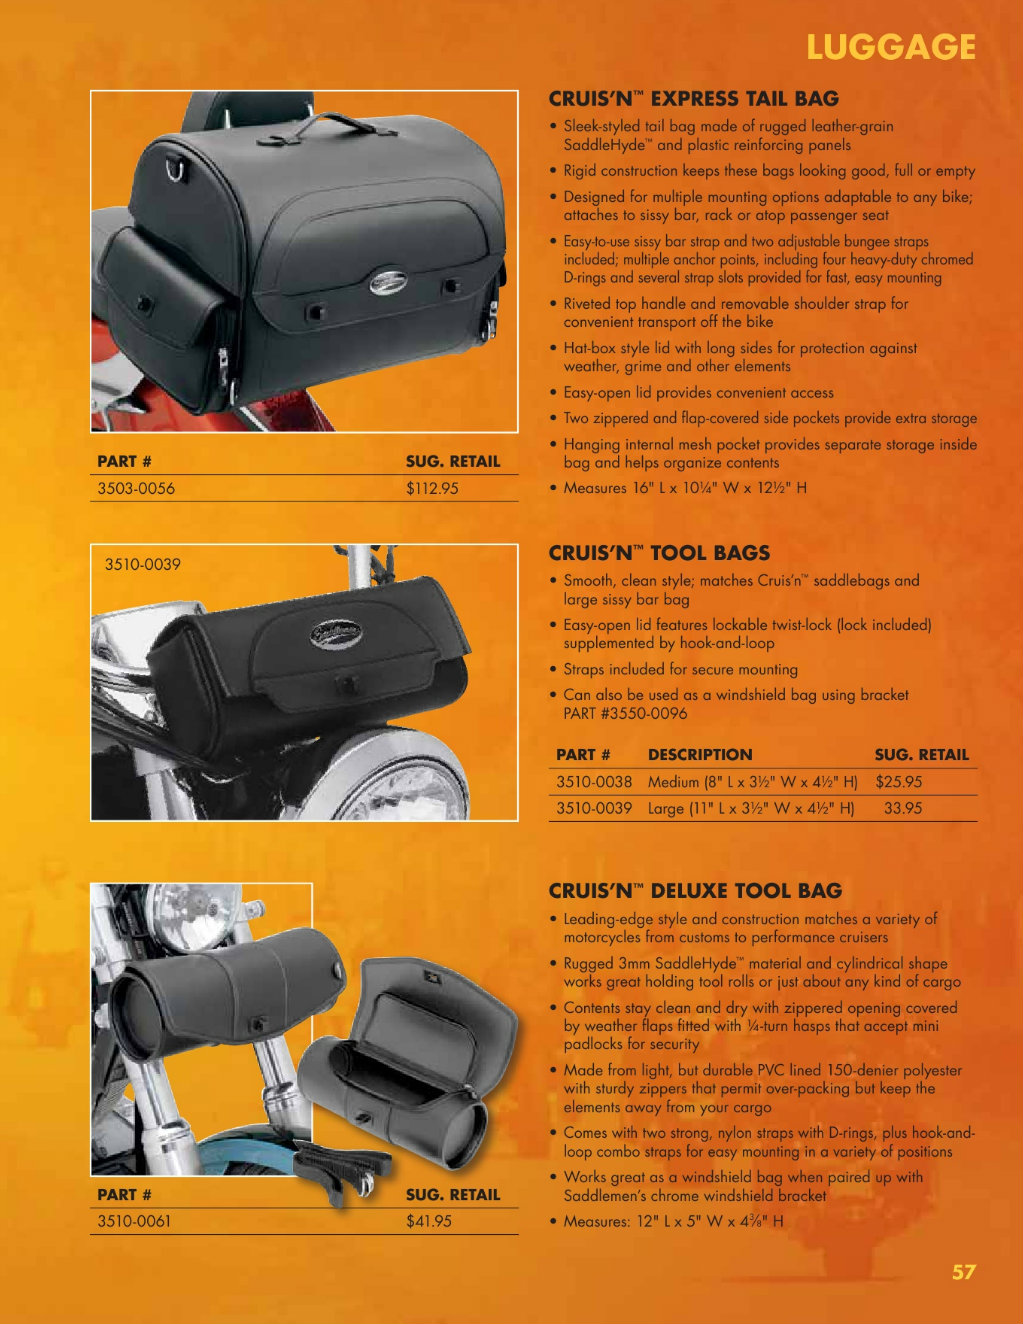 LUGGAGE
CRUIS'N™ EXPRESS TAIL BAG
• Sleek-styled tail bag made of rugged leather-grain
SaddleHyde™ and plastic reinforcing panels
• Rigid construction keeps these bags looking good, full or empty
• Designed for multiple mounting options adaptable to any bike;
attaches to sissy bar, rack or atop passenger seat
• Easy-to-use sissy bar strap and two adjustable bungee straps
included; multiple anchor points, including four heavy-duty chromed
D-rings and several strap slots provided for fast, easy mounting
• Riveted top handle and removable shoulder strap for
convenient transport off the bike
• Hat-box style lid with long sides for protection against
weather, grime and other elements
• Easy-open lid provides convenient access
• Two zippered and flap-covered side pockets provide extra storage
• Hanging internal mesh pocket provides separate storage inside
bag and helps organize contents
• Measures 16" L x 10¼" W x 12½" H
PART # SUG. RETAIL
3503-0056 $112.95
3510-0039
Saddlemen
CRUIS'N™ TOOL BAGS
• Smooth, clean style; matches Cruis'n™ saddlebags and
large sissy bar bag
• Easy-open lid features lockable twist-lock (lock included)
supplemented by hook-and-loop
• Straps included for secure mounting
• Can also be used as a windshield bag using bracket
PART #3550-0096
PART # DESCRIPTION SUG. RETAIL
3510-0038 Medium (8" L x 3½" W x 4½" H) $25.95
3510-0039 Large (11" L x 3½" W x 4½" H) 33.95
CRUIS'N™ DELUXE TOOL BAG
• Leading-edge style and construction matches a variety of
motorcycles from customs to performance cruisers
• Rugged 3mm SaddleHyde™ material and cylindrical shape
works great holding tool rolls or just about any kind of cargo
• Contents stay clean and dry with zippered opening covered
by weather flaps fitted with ¼-turn hasps that accept mini
padlocks for security
• Made from light, but durable PVC lined 150-denier polyester
with sturdy zippers that permit over-packing but keep the
elements away from your cargo
• Comes with two strong, nylon straps with D-rings, plus hook-and-
loop combo straps for easy mounting in a variety of positions
• Works great as a windshield bag when paired up with
Saddlemen's chrome windshield bracket
• Measures: 12" L x 5" W x 4⅜" H
PART # SUG. RETAIL
3510-0061 $41.95
57